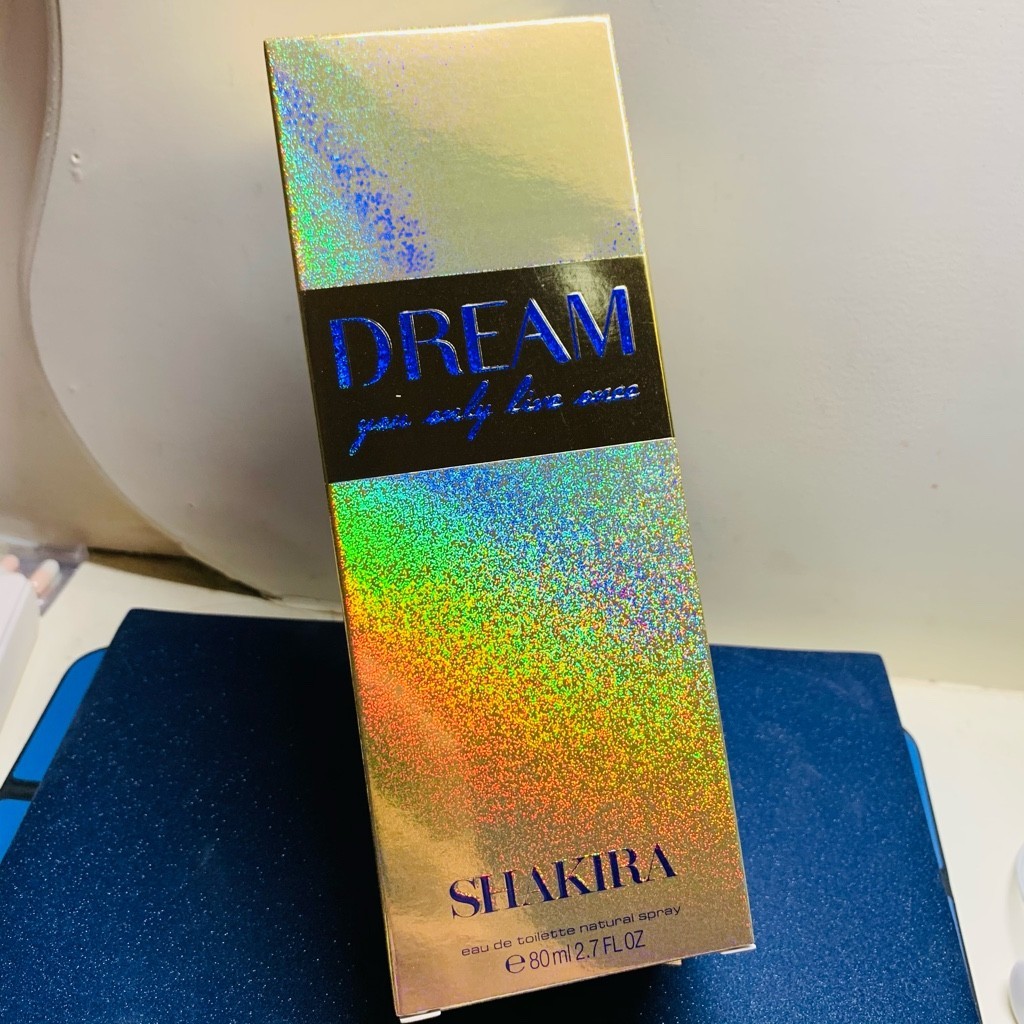 DREAM
you only live once
SHAKIRA
eau de toilette natural spray
℮ 80 ml 2.7 FL OZ